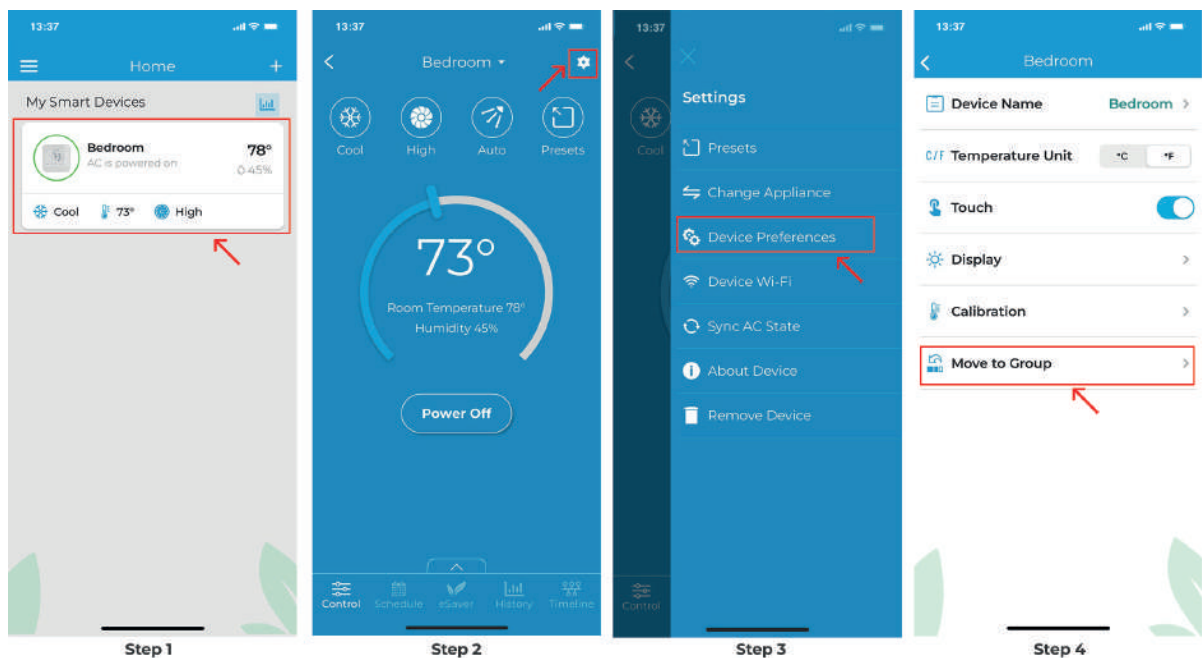 13:37
Home
+
My Smart Devices
Bedroom
AC is powered on
78°
45%
Cool
73°
High
Step 1
13:37
Bedroom
Cool
High
Auto
Presets
73°
Room Temperature 78°
Humidity 45%
Power Off
Control
Schedule
eSaver
History
Timeline
Step 2
13:37
Settings
Cool
Presets
Change Appliance
Device Preferences
Device Wi-Fi
Sync AC State
About Device
Remove Device
Control
Step 3
13:37
Bedroom
Device Name
Bedroom
C/F Temperature Unit
°C
°F
Touch
Display
Calibration
Move to Group
Step 4